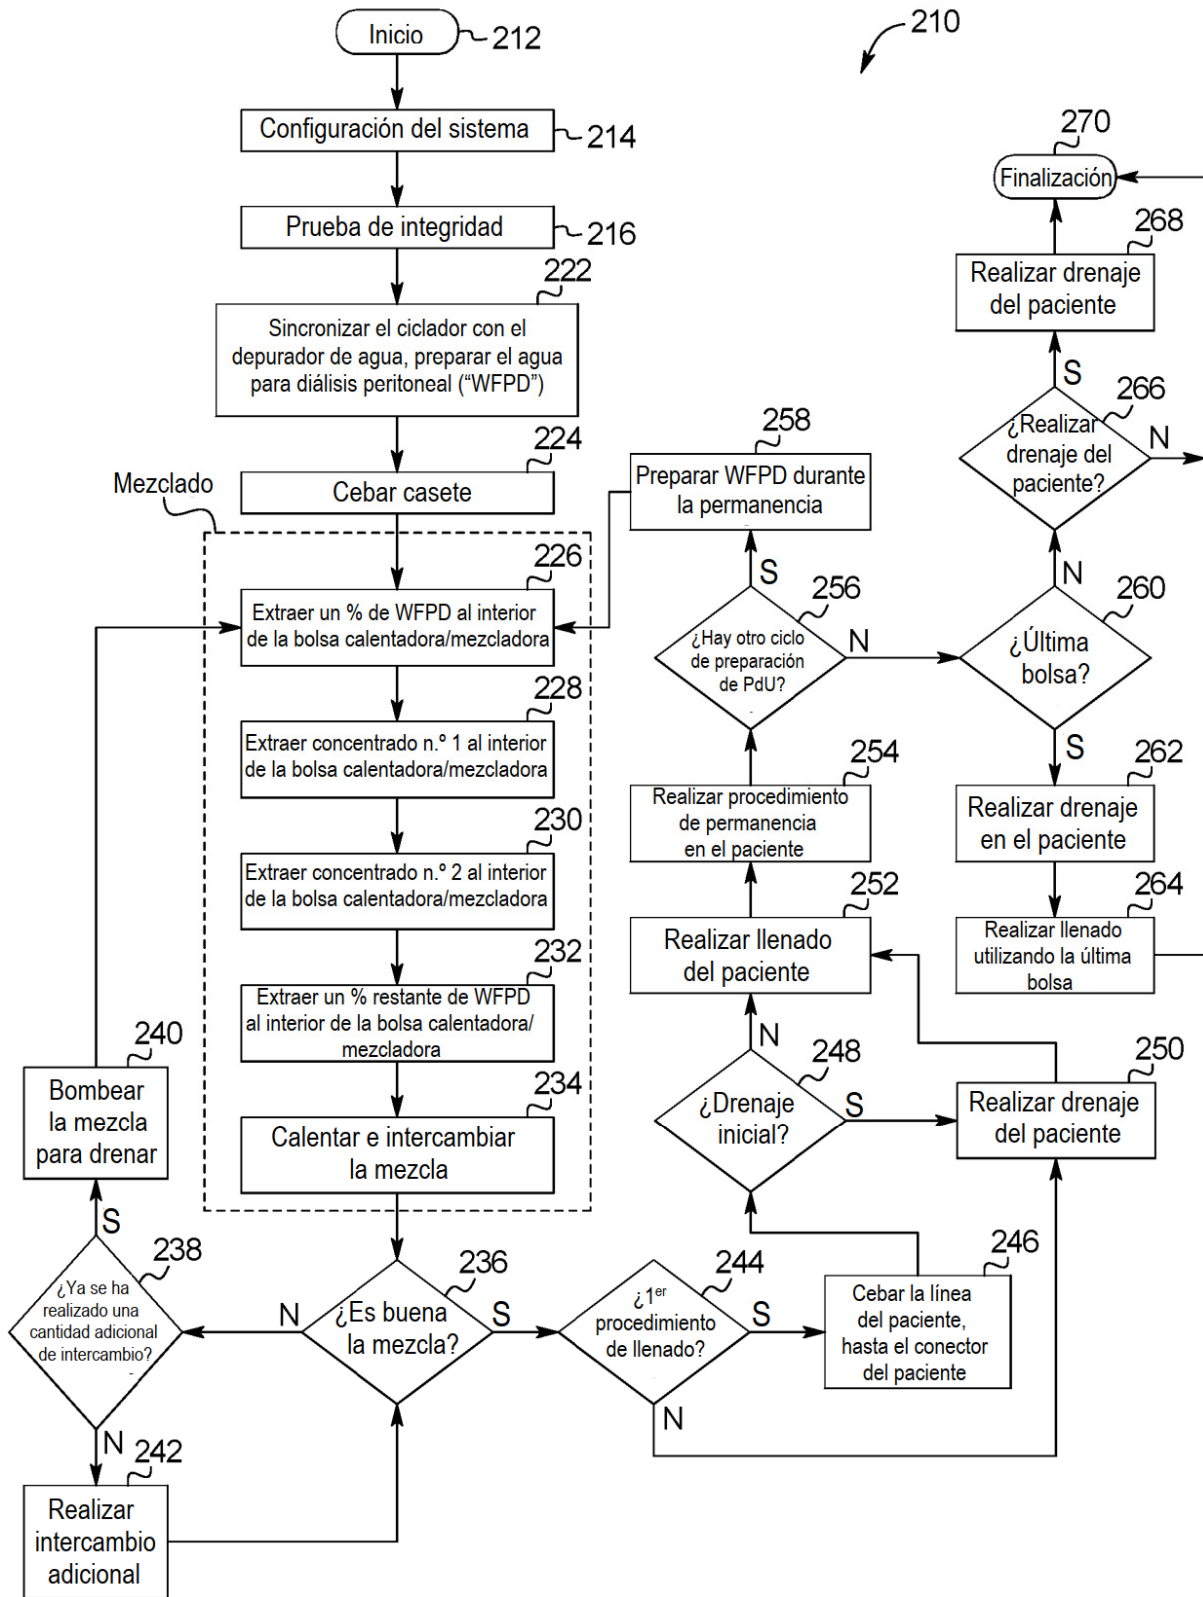 Inicio
212
210
Configuración del sistema
214
Prueba de integridad
216
222
Sincronizar el ciclador con el
depurador de agua, preparar el agua
para diálisis peritoneal (“WFPD”)
224
Cebar casete
Mezclado
226
Extraer un % de WFPD al interior
de la bolsa calentadora/mezcladora
228
Extraer concentrado n.º 1 al interior
de la bolsa calentadora/mezcladora
230
Extraer concentrado n.º 2 al interior
de la bolsa calentadora/mezcladora
232
Extraer un % restante de WFPD
al interior de la bolsa calentadora/
mezcladora
234
Calentar e intercambiar
la mezcla
236
¿Es buena
la mezcla?
N
S
238
¿Ya se ha
realizado una
cantidad adicional
de intercambio?
S
N
240
Bombear
la mezcla
para drenar
242
Realizar
intercambio
adicional
244
¿1er
procedimiento
de llenado?
S
N
246
Cebar la línea
del paciente,
hasta el conector
del paciente
248
¿Drenaje
inicial?
N
S
250
Realizar drenaje
del paciente
252
Realizar llenado
del paciente
254
Realizar procedimiento
de permanencia
en el paciente
256
¿Hay otro ciclo
de preparación
de PdU?
S
N
258
Preparar WFPD durante
la permanencia
260
¿Última
bolsa?
N
S
262
Realizar drenaje
en el paciente
264
Realizar llenado
utilizando la última
bolsa
266
¿Realizar
drenaje del
paciente?
S
N
268
Realizar drenaje
del paciente
270
Finalización